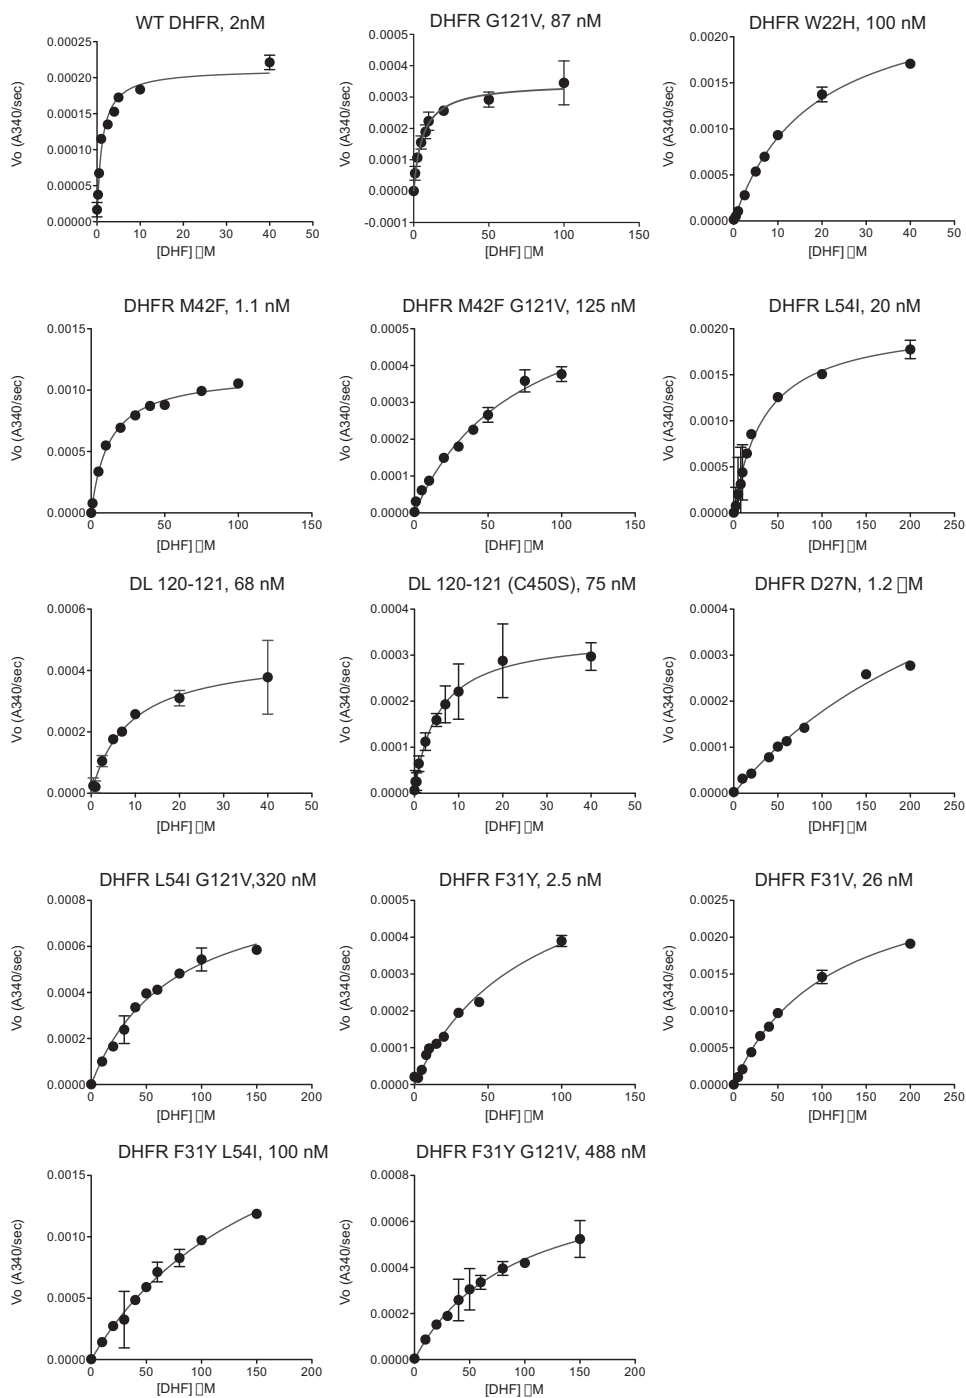 WT DHFR, 2nM
Vo (A340/sec)
0.00025
0.00020
0.00015
0.00010
0.00005
0.00000
0 10 20 30 40 50
[DHF] □M
DHFR G121V, 87 nM
Vo (A340/sec)
0.0005
0.0004
0.0003
0.0002
0.0001
0.0000
-0.0001
0 50 100 150
[DHF] □M
DHFR W22H, 100 nM
Vo (A340/sec)
0.0020
0.0015
0.0010
0.0005
0.0000
0 10 20 30 40 50
[DHF] □M
DHFR M42F, 1.1 nM
Vo (A340/sec)
0.0015
0.0010
0.0005
0.0000
0 50 100 150
[DHF] □M
DHFR M42F G121V, 125 nM
Vo (A340/sec)
0.0005
0.0004
0.0003
0.0002
0.0001
0.0000
0 50 100 150
[DHF] □M
DHFR L54I, 20 nM
Vo (A340/sec)
0.0020
0.0015
0.0010
0.0005
0.0000
0 50 100 150 200 250
[DHF] □M
DL 120-121, 68 nM
Vo (A340/sec)
0.0006
0.0004
0.0002
0.0000
0 10 20 30 40 50
[DHF] □M
DL 120-121 (C450S), 75 nM
Vo (A340/sec)
0.0004
0.0003
0.0002
0.0001
0.0000
0 10 20 30 40 50
[DHF] □M
DHFR D27N, 1.2 □M
Vo (A340/sec)
0.0004
0.0003
0.0002
0.0001
0.0000
0 50 100 150 200 250
[DHF] □M
DHFR L54I G121V,320 nM
Vo (A340/sec)
0.0008
0.0006
0.0004
0.0002
0.0000
0 50 100 150 200
[DHF] □M
DHFR F31Y, 2.5 nM
Vo (A340/sec)
0.0005
0.0004
0.0003
0.0002
0.0001
0.0000
0 50 100 150
[DHF] □M
DHFR F31V, 26 nM
Vo (A340/sec)
0.0025
0.0020
0.0015
0.0010
0.0005
0.0000
0 50 100 150 200 250
[DHF] □M
DHFR F31Y L54I, 100 nM
Vo (A340/sec)
0.0015
0.0010
0.0005
0.0000
0 50 100 150 200
[DHF] □M
DHFR F31Y G121V, 488 nM
Vo (A340/sec)
0.0008
0.0006
0.0004
0.0002
0.0000
0 50 100 150 200
[DHF] □M